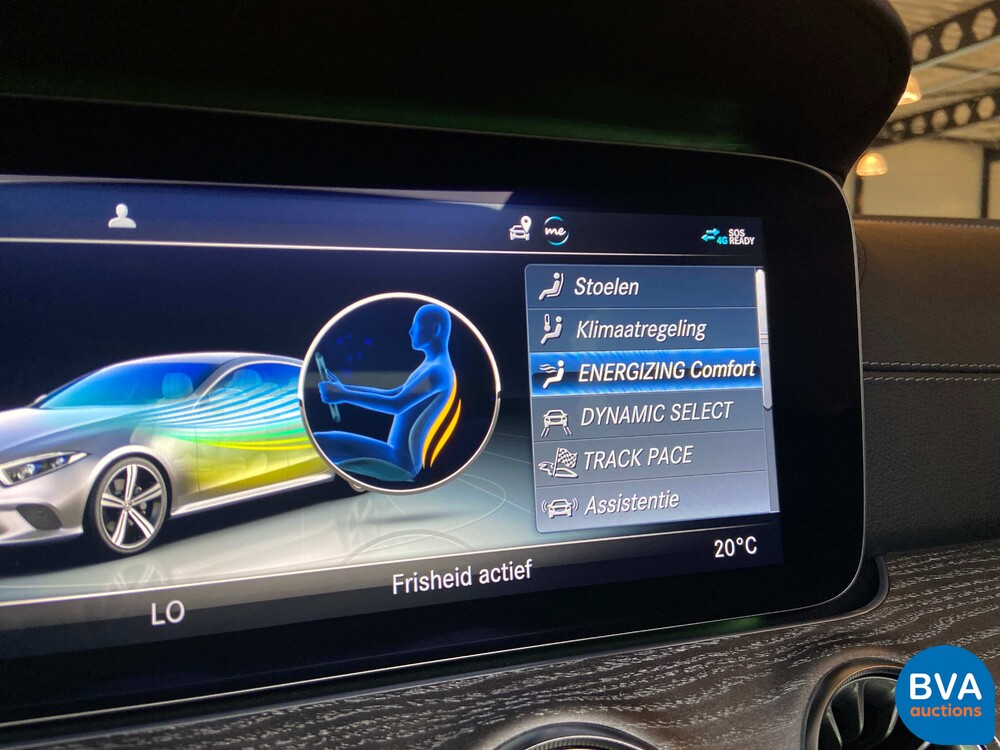 me
SOS
4G READY
Stoelen
Klimaatregeling
ENERGIZING Comfort
DYNAMIC SELECT
TRACK PACE
Assistentie
LO
Frisheid actief
20°C
BVA
auctions